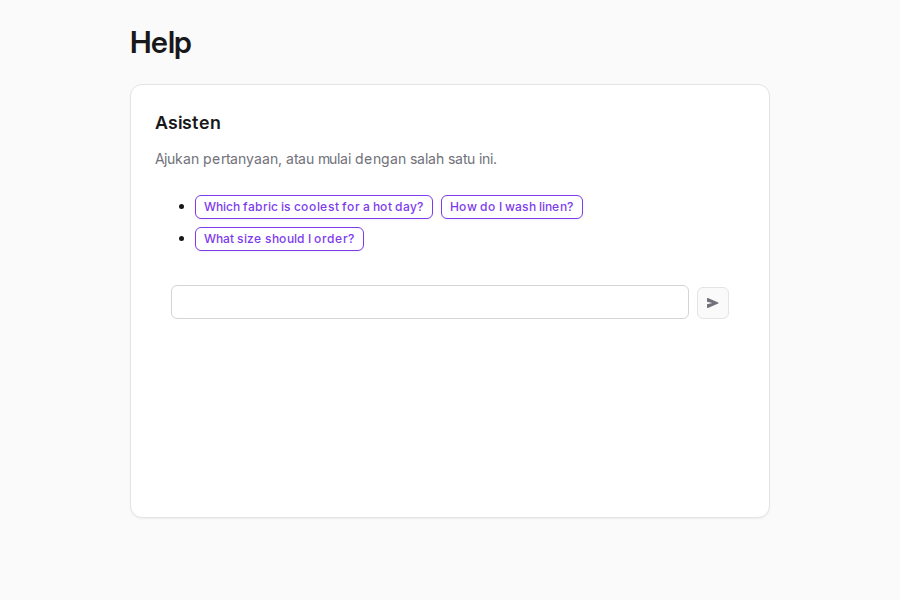 Help
Asisten
Ajukan pertanyaan, atau mulai dengan salah satu ini.
Which fabric is coolest for a hot day? How do I wash linen?
What size should I order?